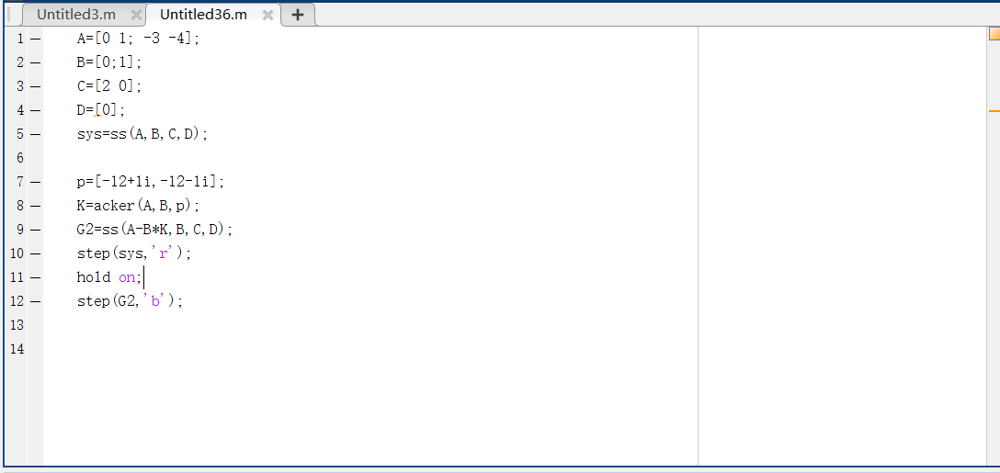 Untitled3.m Untitled36.m
1 A=[0 1; -3 -4];
2 B=[0;1];
3 C=[2 0];
4 D=[0];
5 sys=ss(A,B,C,D);
6
7 p=[-12+1i,-12-1i];
8 K=acker(A,B,p);
9 G2=ss(A-B*K,B,C,D);
10 step(sys,'r');
11 hold on;
12 step(G2,'b');
13
14